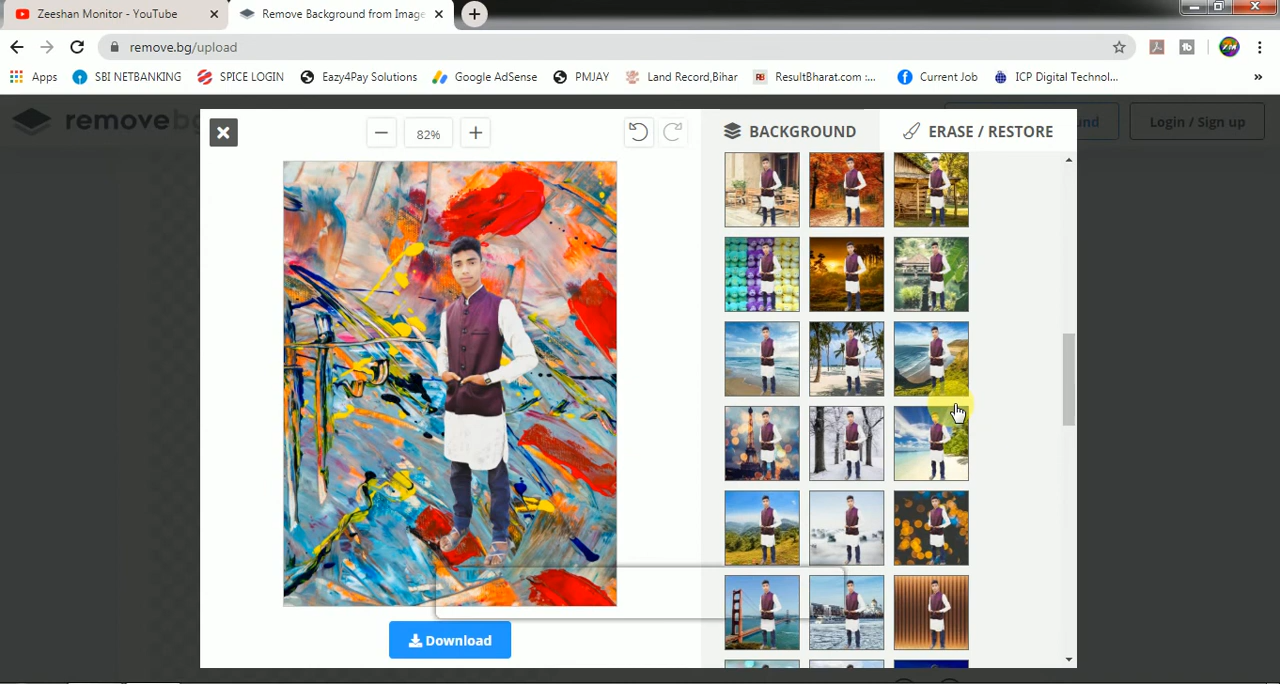 Zeeshan Monitor - YouTube
Remove Background from Image
remove.bg/upload
Apps
SBI NETBANKING
SPICE LOGIN
Eazy4Pay Solutions
Google AdSense
PMJAY
Land Record,Bihar
ResultBharat.com :...
Current Job
ICP Digital Technol...
»
removebg
Login / Sign up
82%
BACKGROUND
ERASE / RESTORE
Download